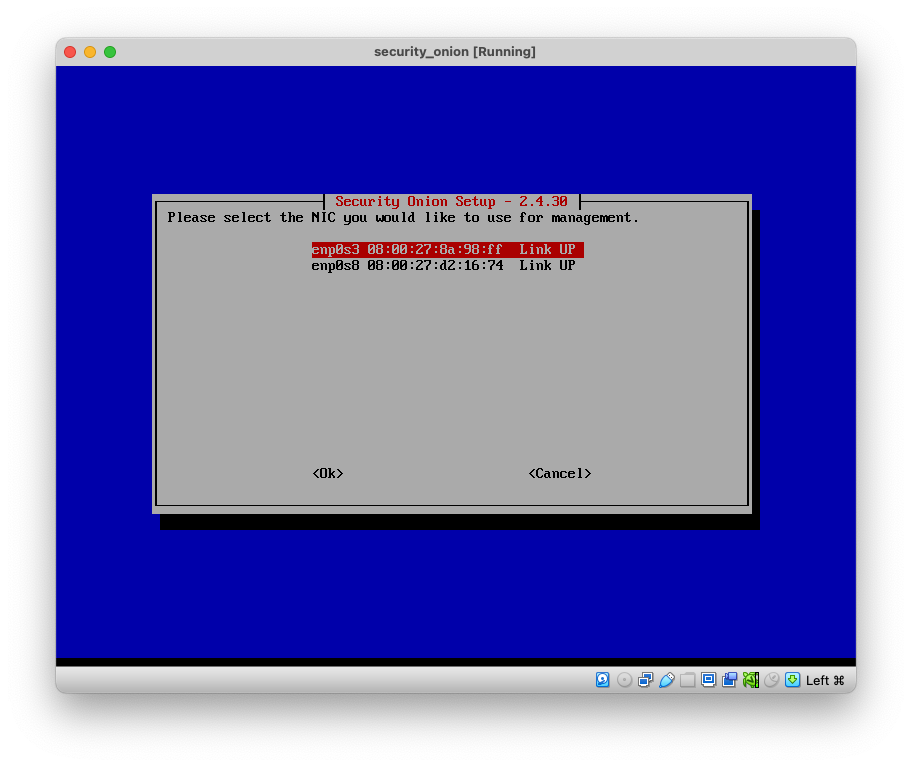 security_onion [Running]
Security Onion Setup - 2.4.30
Please select the NIC you would like to use for management.
enp0s3 08:00:27:8a:98:ff  Link UP
enp0s8 08:00:27:d2:16:74  Link UP
<Ok> <Cancel>
Left ⌘